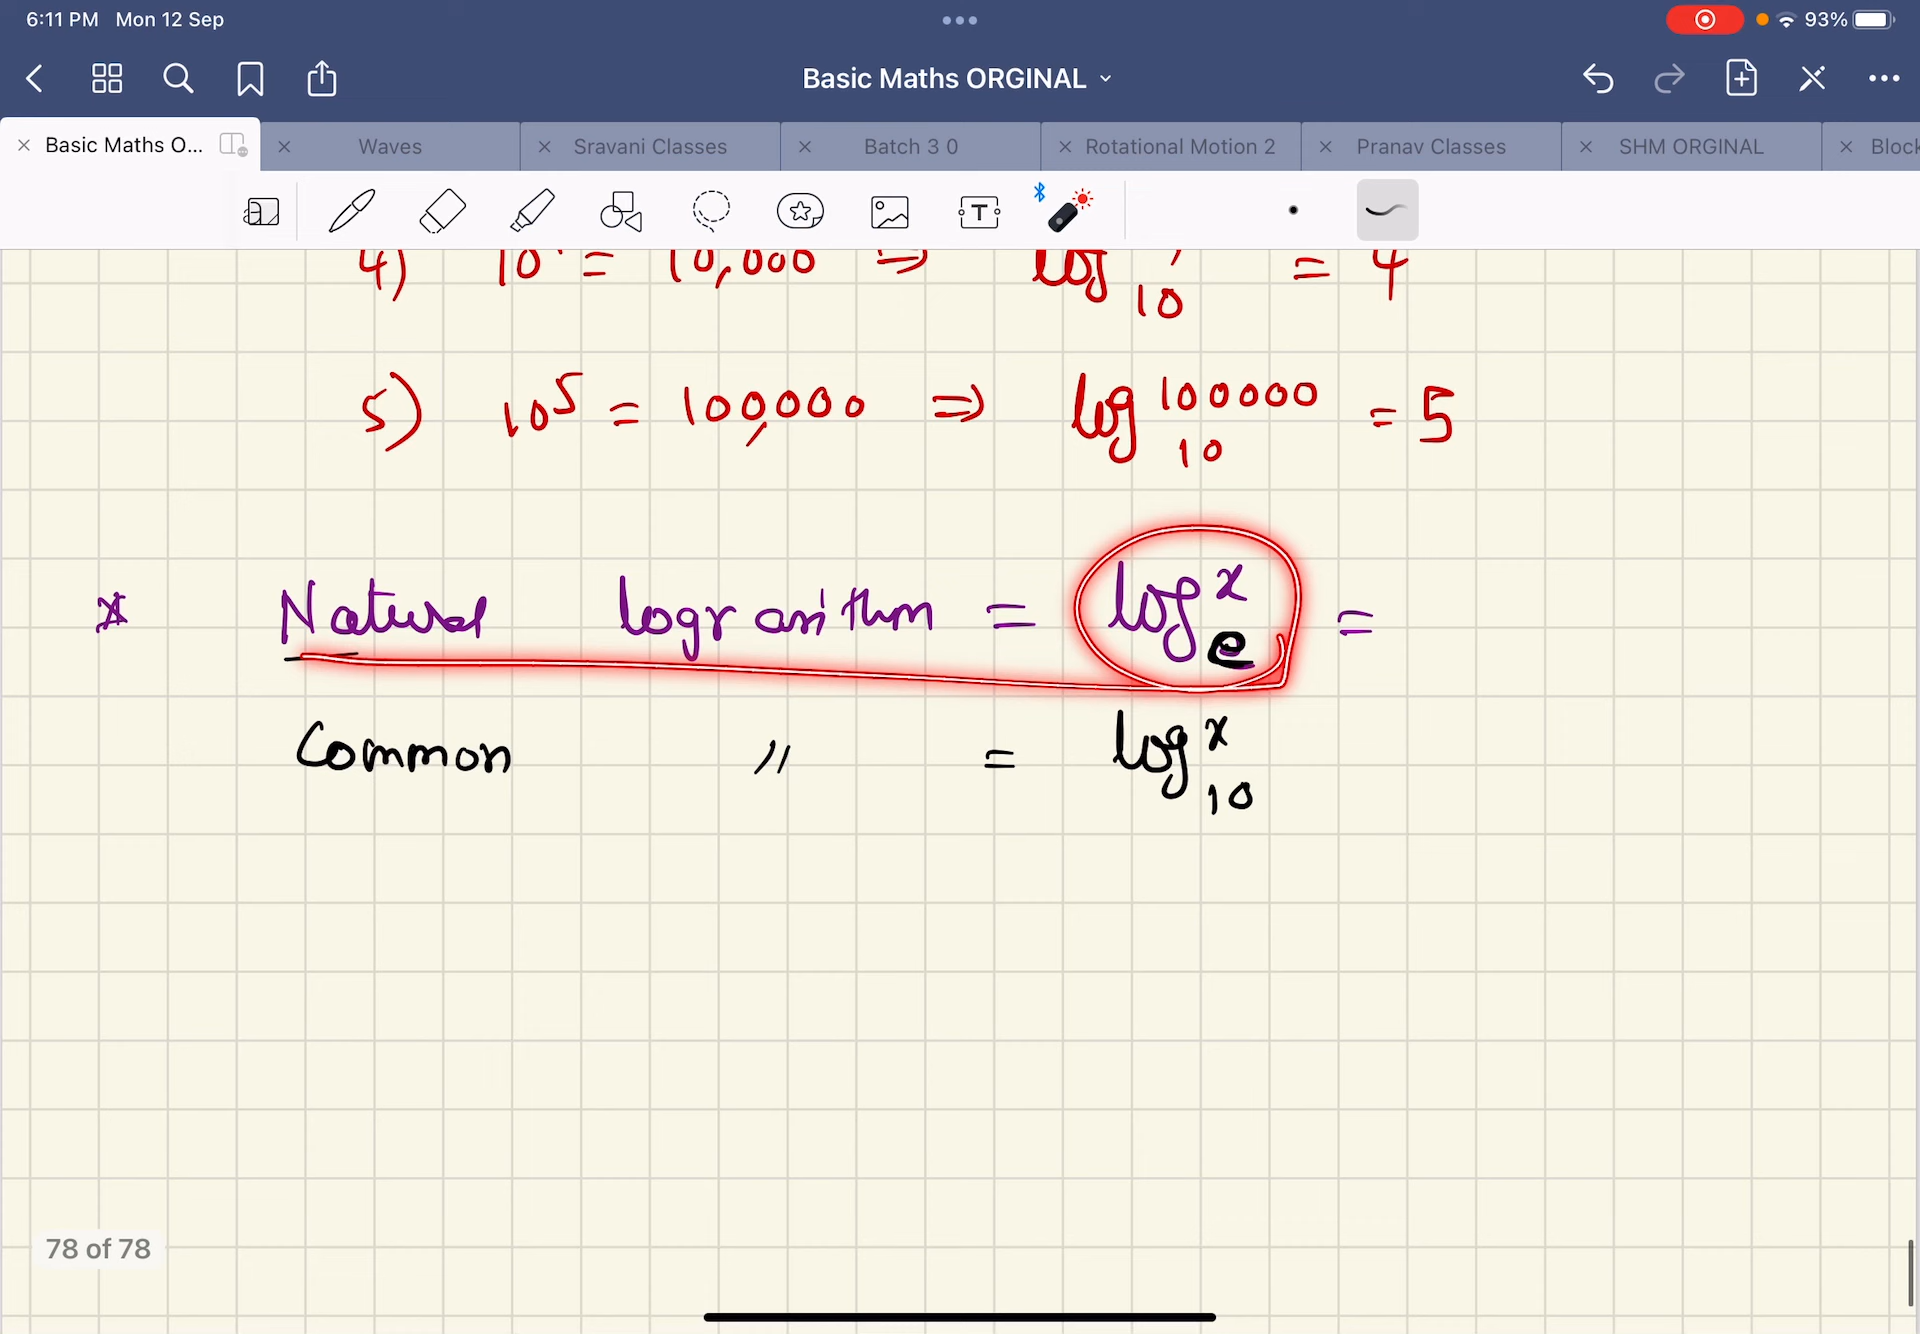 6:11 PM Mon 12 Sep 93%
Basic Maths ORGINAL
Basic Maths O... Waves Sravani Classes Batch 3 0 Rotational Motion 2 Pranav Classes SHM ORGINAL Block
4) 10 = 10,000 ⇒ log 10 = 4
5) 10⁵ = 100,000 ⇒ log 100000 10 = 5
* Natural lograrithm = log x e =
Common 〃 = log x 10
78 of 78